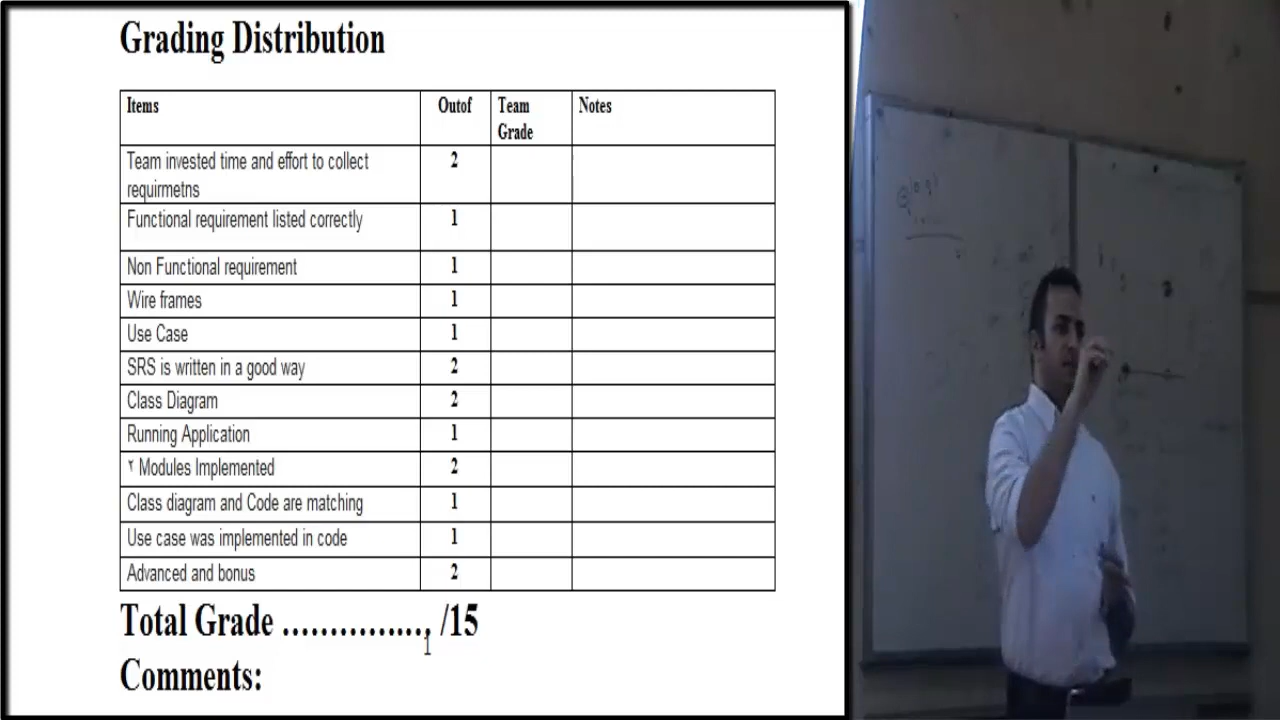 Grading Distribution
Items Outof Team Grade Notes
Team invested time and effort to collect 2
requirmetns
Functional requirement listed correctly 1
Non Functional requirement 1
Wire frames 1
Use Case 1
SRS is written in a good way 2
Class Diagram 2
Running Application 1
٢ Modules Implemented 2
Class diagram and Code are matching 1
Use case was implemented in code 1
Advanced and bonus 2
Total Grade ................, /15
Comments: